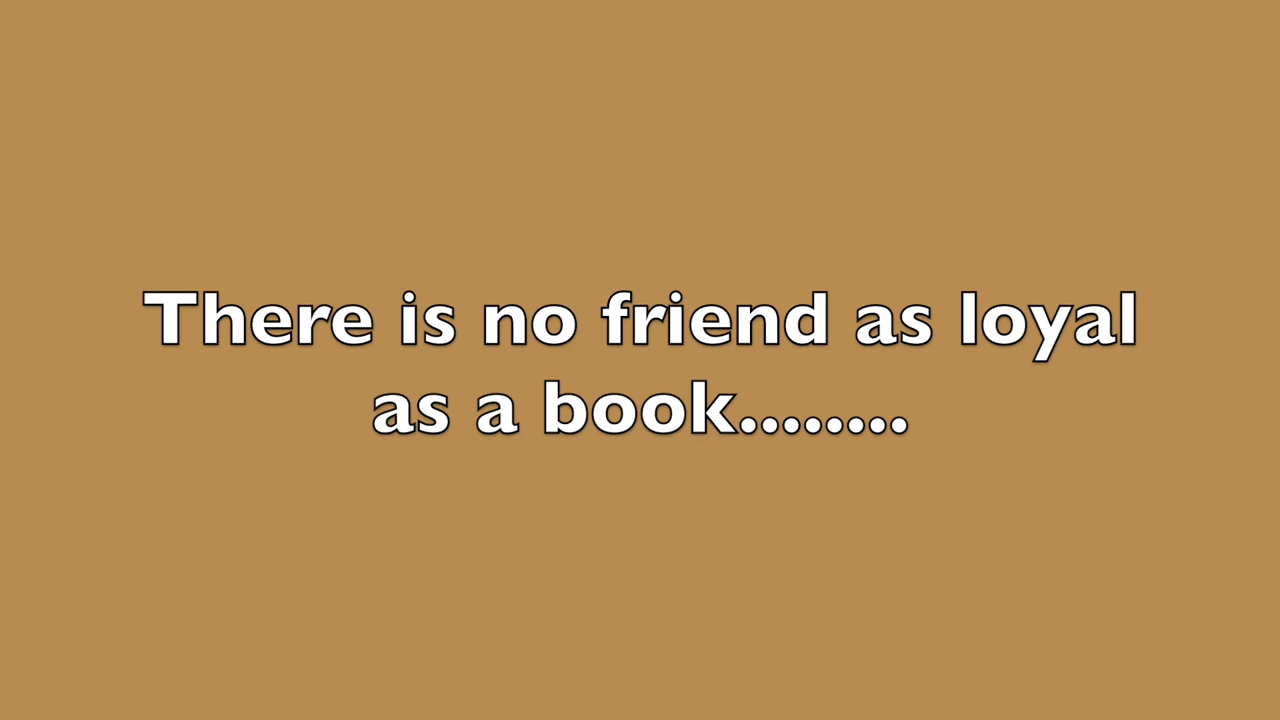 There is no friend as loyal
as a book........